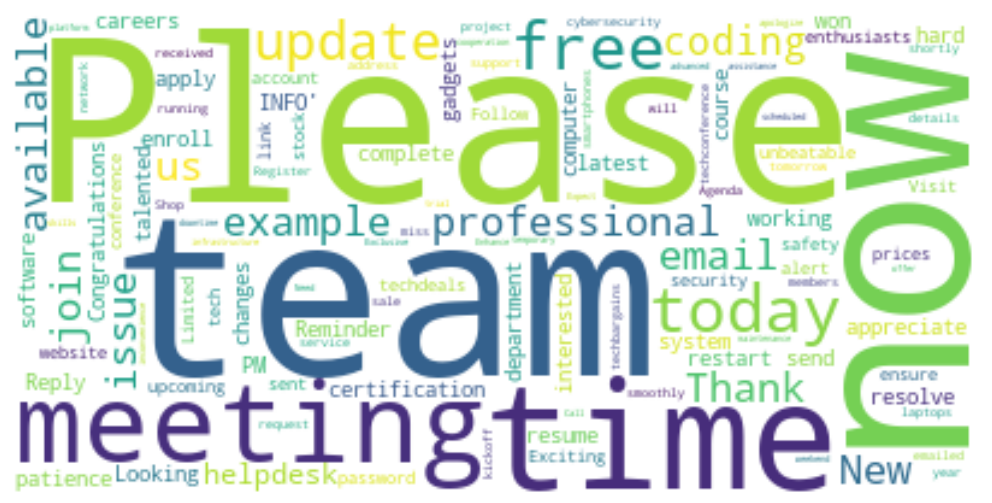 platform
careers
update
free
coding
project
cybersecurity
cooperation
apologize
won
enthusiasts
hard
shortly
available
Please
Now
network
received
apply
running
account
address
INFO'
link
stock
gadgets
support
Follow
computer
smartphones
advanced
assistance
will
techconference
course
scheduled
details
enroll
us
complete
latest
unbeatable
tomorrow
Visit
Register
Congratulations
conference
talented
Shop
skills
downtime
trial
Expect
Agenda
example
miss
professional
working
infrastructure
Exclusive
Enhance
temporary
team
email
security
safety
alert
members
prices
offer
software
join
issue
Limited
tech
changes
Need
techdeals
sale
Reminder
service
department
interested
techbargains
today
system
maintenance
appreciate
website
PM
restart
send
Reply
upcoming
sent
certification
smoothly
Thank
ensure
resolve
laptops
meeting
time
request
kickoff
Call
resume
Exciting
weekend
patience
Looking
helpdesk
password
New
emailed
year